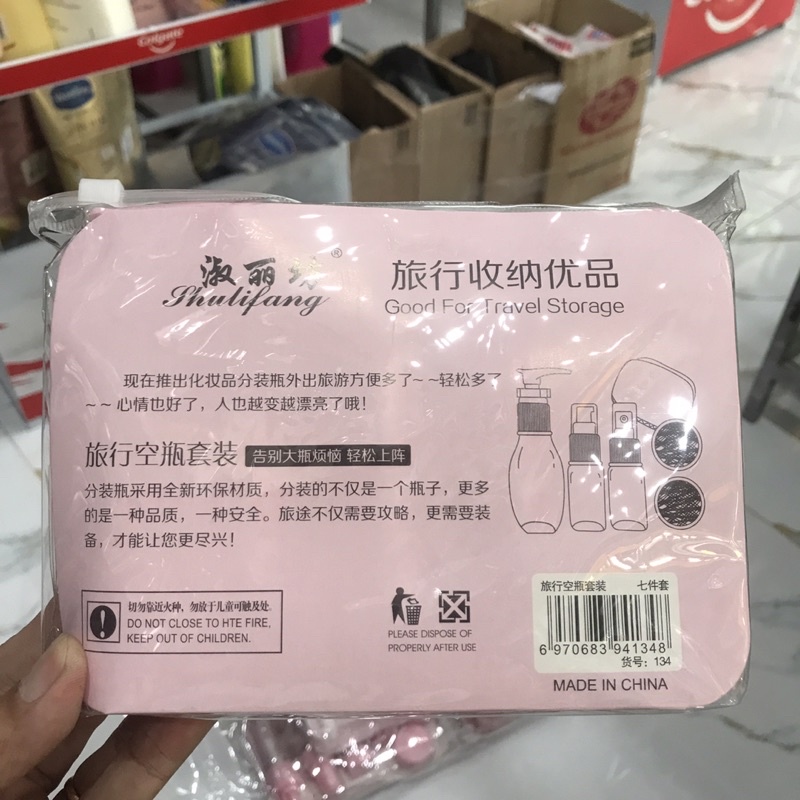 Colgate
淑丽坊®
Shulifang
旅行收纳优品
Good For Travel Storage
现在推出化妆品分装瓶外出旅游方便多了~~轻松多了
~~心情也好了，人也越变越漂亮了哦！
旅行空瓶套装 告别大瓶烦恼 轻松上阵
分装瓶采用全新环保材质，分装的不仅是一个瓶子，更多
的是一种品质，一种安全。旅途不仅需要攻略，更需要装
备，才能让您更尽兴！
切勿靠近火种，勿放于儿童可触及处.
DO NOT CLOSE TO HTE FIRE,
KEEP OUT OF CHILDREN.
PLEASE DISPOSE OF
PROPERLY AFTER USE
旅行空瓶套装 七件套
6 970683 941348
货号：134
MADE IN CHINA